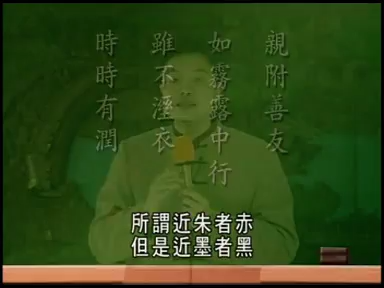 親附善友
如霧露中行
雖不溼衣
時時有潤
所謂近朱者赤
但是近墨者黑